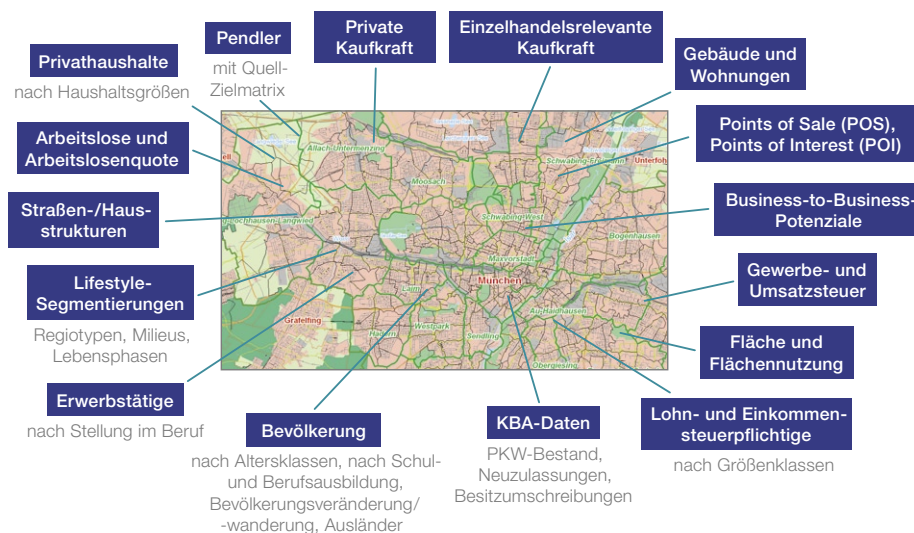 Pendler
mit Quell-
Zielmatrix
Private
Kaufkraft
Einzelhandelsrelevante
Kaufkraft
Privathaushalte
nach Haushaltsgrößen
Gebäude und
Wohnungen
Arbeitslose und
Arbeitslosenquote
Points of Sale (POS),
Points of Interest (POI)
Straßen-/Haus-
strukturen
Business-to-Business-
Potenziale
Lifestyle-
Segmentierungen
Regiotypen, Milieus,
Lebensphasen
Gewerbe- und
Umsatzsteuer
Fläche und
Flächennutzung
Erwerbstätige
nach Stellung im Beruf
Bevölkerung
nach Altersklassen, nach Schul-
und Berufsausbildung,
Bevölkerungsveränderung/
-wanderung, Ausländer
KBA-Daten
PKW-Bestand,
Neuzulassungen,
Besitzumschreibungen
Lohn- und Einkommen-
steuerpflichtige
nach Größenklassen
Allach-Untermenzing
Moosach
Schwabing-West
Bogenhausen
Maxvorstadt
München
Laim
Gräfelfing
Hadern
Westpark
Sendling
Au-Haidhausen
Obergiesing